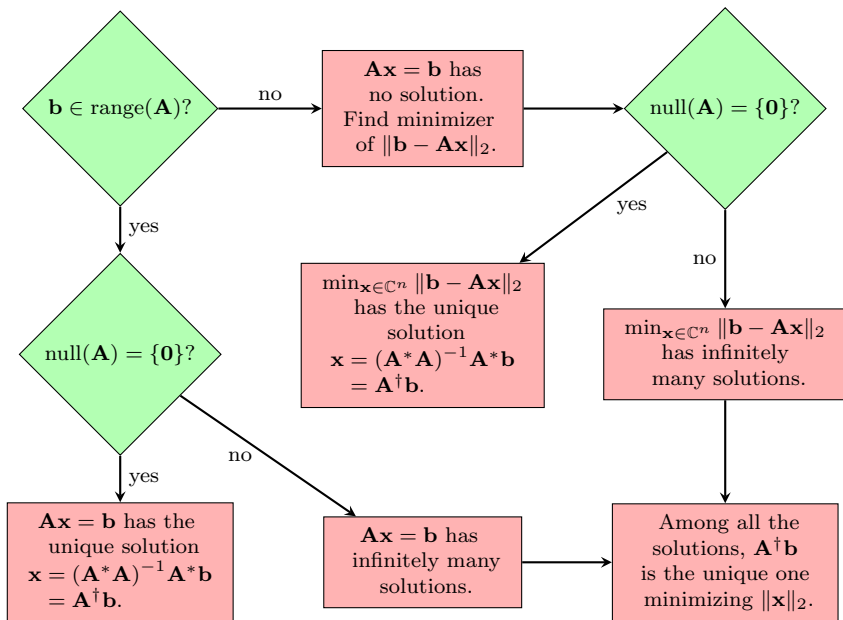 b ∈ range(A)?
no
Ax = b has
no solution.
Find minimizer
of ‖b − Ax‖₂.
null(A) = {0}?
yes
yes
no
null(A) = {0}?
min_{x∈ℂⁿ} ‖b − Ax‖₂
has the unique
solution
x = (A*A)⁻¹A*b
= A†b.
min_{x∈ℂⁿ} ‖b − Ax‖₂
has infinitely
many solutions.
yes
no
Ax = b has the
unique solution
x = (A*A)⁻¹A*b
= A†b.
Ax = b has
infinitely many
solutions.
Among all the
solutions, A†b
is the unique one
minimizing ‖x‖₂.